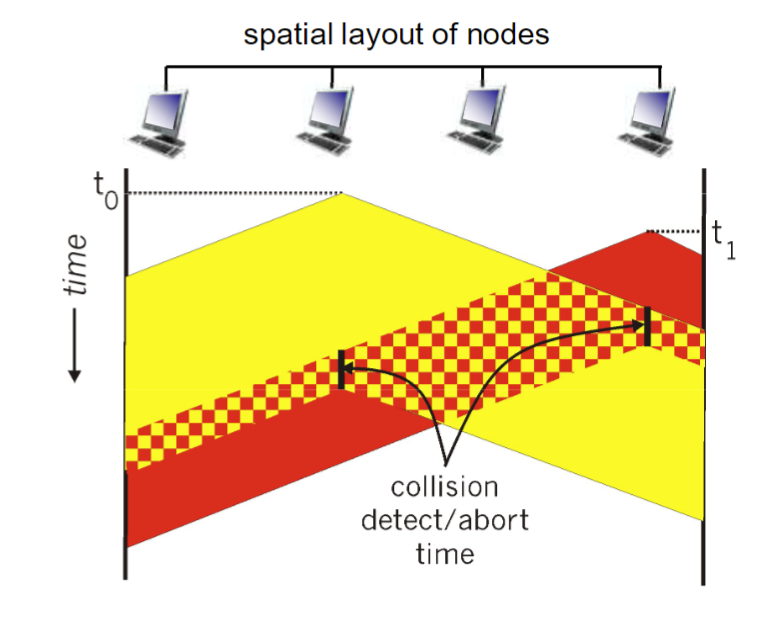 spatial layout of nodes
t0
t1
time
collision
detect/abort
time